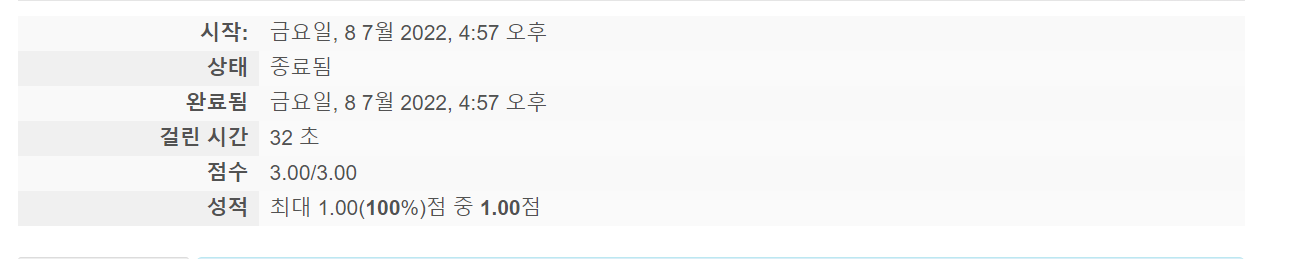 시작: 금요일, 8 7월 2022, 4:57 오후
상태 종료됨
완료됨 금요일, 8 7월 2022, 4:57 오후
걸린 시간 32 초
점수 3.00/3.00
성적 최대 1.00(100%)점 중 1.00점